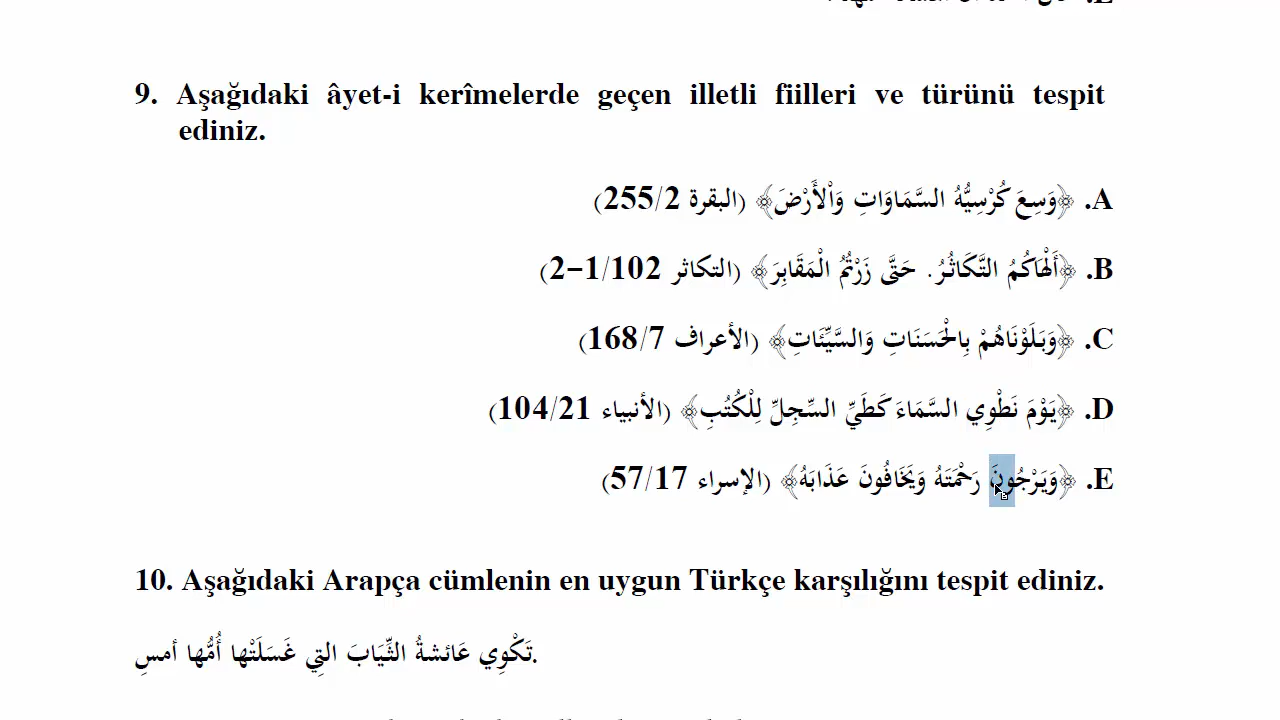 9. Aşağıdaki âyet-i kerîmelerde geçen illetli fiilleri ve türünü tespit
ediniz.
A. ﴿وَسِعَ كُرْسِيُّهُ السَّمَاوَاتِ وَاْلأَرْضَ﴾ (البقرة 255/2)
B. ﴿أَلْهَاكُمُ التَّكَاثُرُ. حَتَّى زَرْتُمُ الْمَقَابِرَ﴾ (التكاثر 1/102–2)
C. ﴿وَبَلَوْنَاهُمْ بِالْحَسَنَاتِ وَالسَّيِّئَاتِ﴾ (الأعراف 168/7)
D. ﴿يَوْمَ نَطْوِي السَّمَاءَ كَطَيِّ السِّجِلِّ لِلْكُتُبِ﴾ (الأنبياء 104/21)
E. ﴿وَيَرْجُونَ رَحْمَتَهُ وَيَخَافُونَ عَذَابَهُ﴾ (الإسراء 57/17)
10. Aşağıdaki Arapça cümlenin en uygun Türkçe karşılığını tespit ediniz.
تَكْوِي عَائشةُ الثِّيَابَ التِي غَسَلَتْها أُمُّها أمسِ.